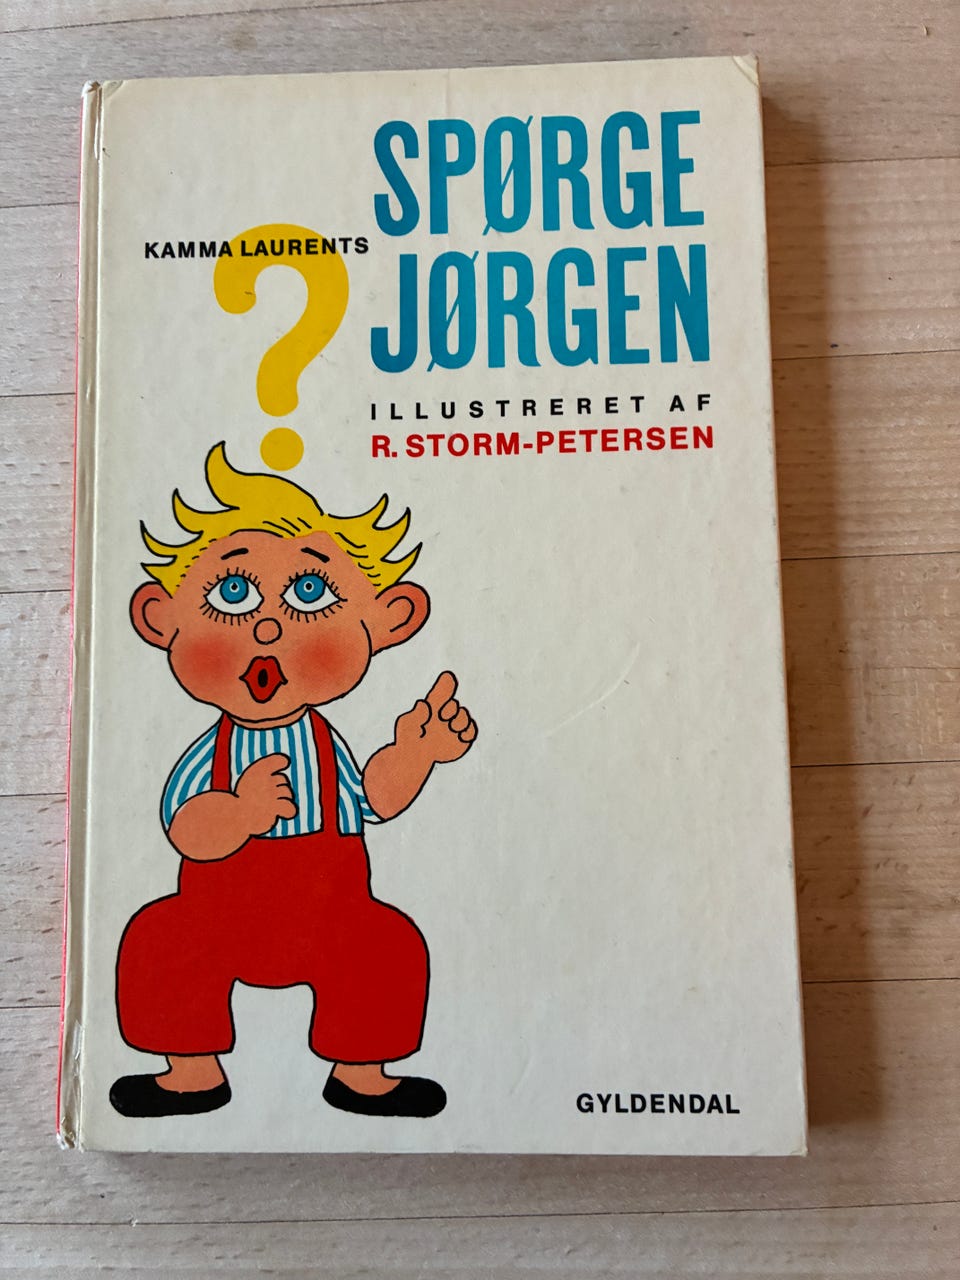 SPØRGE
KAMMA LAURENTS
JØRGEN
ILLUSTRERET AF
R. STORM-PETERSEN
?
GYLDENDAL